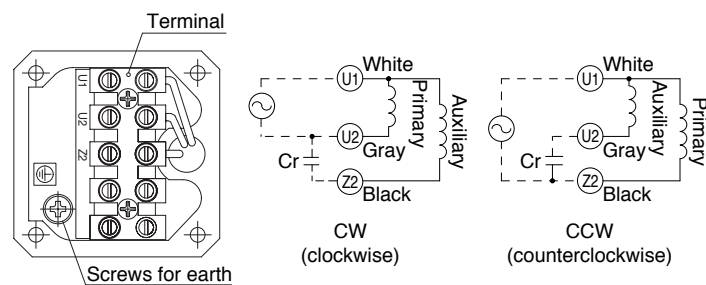 Terminal
U1
U2
Z2
Screws for earth
U1
White
Primary
Auxiliary
U2
Gray
Cr
Z2
Black
CW
(clockwise)
U1
White
Auxiliary
Primary
U2
Gray
Cr
Z2
Black
CCW
(counterclockwise)